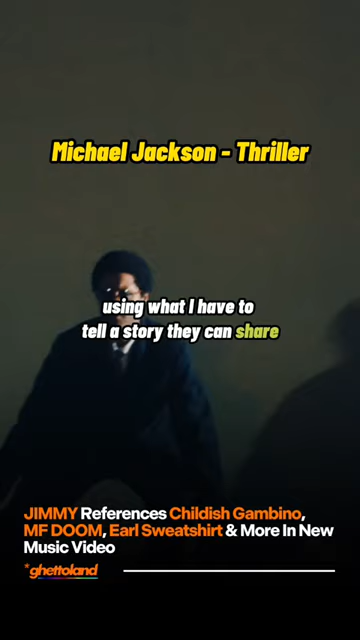 Michael Jackson - Thriller
using what I have to
tell a story they can share
JIMMY References Childish Gambino,
MF DOOM, Earl Sweatshirt & More In New
Music Video
*ghettoland